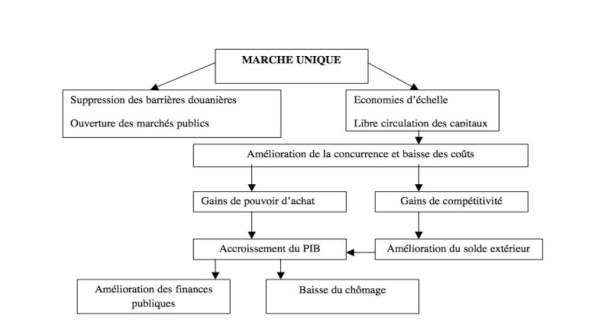 MARCHE UNIQUE
Suppression des barrières douanières
Ouverture des marchés publics
Economies d’échelle
Libre circulation des capitaux
Amélioration de la concurrence et baisse des coûts
Gains de pouvoir d’achat
Gains de compétitivité
Accroissement du PIB
Amélioration du solde extérieur
Amélioration des finances
publiques
Baisse du chômage